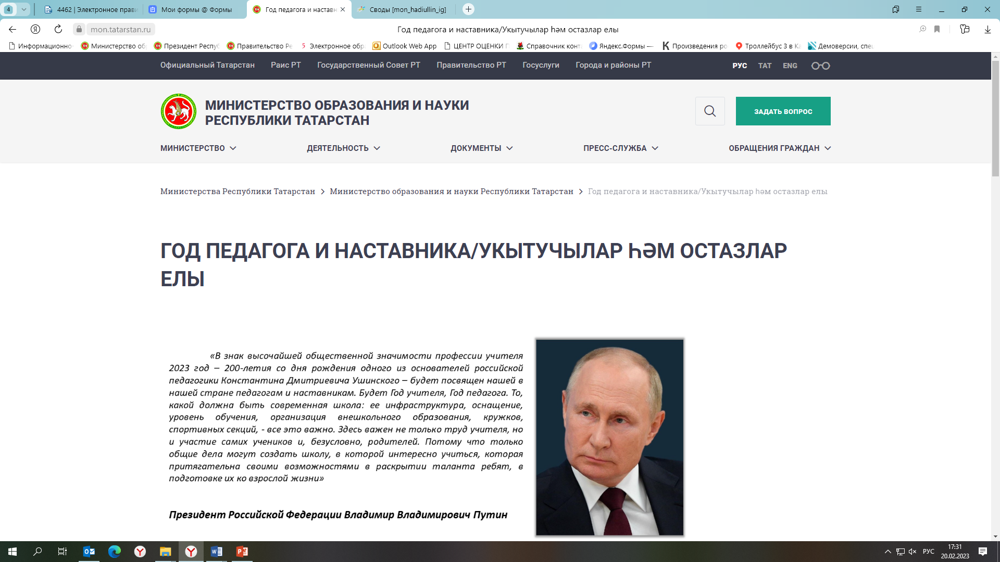 4
4462 | Электронное прави
Мои формы @ Формы
Год педагога и наставн
Своды [mon_hadiullin_ig]
mon.tatarstan.ru
Год педагога и наставника/Укытучылар һәм остазлар елы
Информационно-
Министерство об
Президент Респуб
Правительство Ре
5 Электронное обра
Outlook Web App
ЦЕНТР ОЦЕНКИ
Справочник конта
Яндекс.Формы —
Произведения ро
Троллейбус 3 в Ка
Демоверсии, спец
Официальный Татарстан
Раис РТ
Государственный Совет РТ
Правительство РТ
Госуслуги
Города и районы РТ
РУС
ТАТ
ENG
МИНИСТЕРСТВО ОБРАЗОВАНИЯ И НАУКИ
РЕСПУБЛИКИ ТАТАРСТАН
ЗАДАТЬ ВОПРОС
МИНИСТЕРСТВО
ДЕЯТЕЛЬНОСТЬ
ДОКУМЕНТЫ
ПРЕСС-СЛУЖБА
ОБРАЩЕНИЯ ГРАЖДАН
Министерства Республики Татарстан > Министерство образования и науки Республики Татарстан > Год педагога и наставника/Укытучылар һәм остазлар елы
ГОД ПЕДАГОГА И НАСТАВНИКА/УКЫТУЧЫЛАР ҺӘМ ОСТАЗЛАР
ЕЛЫ
«В знак высочайшей общественной значимости профессии учителя
2023 год – 200-летия со дня рождения одного из основателей российской
педагогики Константина Дмитриевича Ушинского – будет посвящен нашей в
нашей стране педагогам и наставникам. Будет Год учителя, Год педагога. То,
какой должна быть современная школа: ее инфраструктура, оснащение,
уровень обучения, организация внешкольного образования, кружков,
спортивных секций, - все это важно. Здесь важен не только труд учителя, но
и участие самих учеников и, безусловно, родителей. Потому что только
общие дела могут создать школу, в которой интересно учиться, которая
притягательна своими возможностями в раскрытии таланта ребят, в
подготовке их ко взрослой жизни»
Президент Российской Федерации Владимир Владимирович Путин
РУС
17:31
20.02.2023